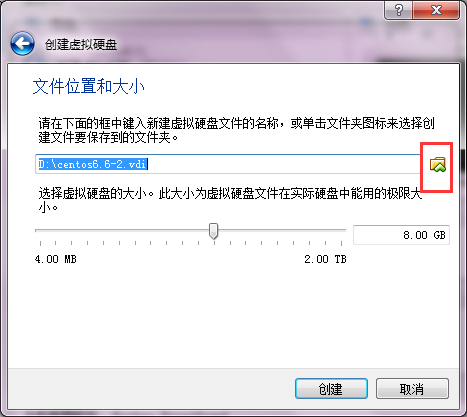 创建虚拟硬盘
文件位置和大小
请在下面的框中键入新建虚拟硬盘文件的名称，或单击文件夹图标来选择创
建文件要保存到的文件夹。
D:\centos6.6-2.vdi
选择虚拟硬盘的大小。此大小为虚拟硬盘文件在实际硬盘中能用的极限大
小。
8.00 GB
4.00 MB 2.00 TB
创建 取消